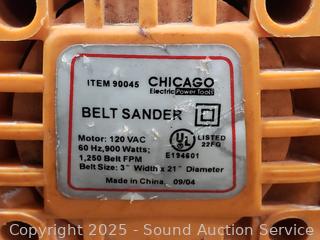 ITEM 90045 CHICAGO
Electric Power Tools
BELT SANDER
Motor: 120 VAC
60 Hz, 900 Watts;
1,250 Belt FPM
Belt Size: 3" Width x 21" Diameter
UL LISTED
22FG
E194601
Made in China, 09/04
Copyright 2025 - Sound Auction Service